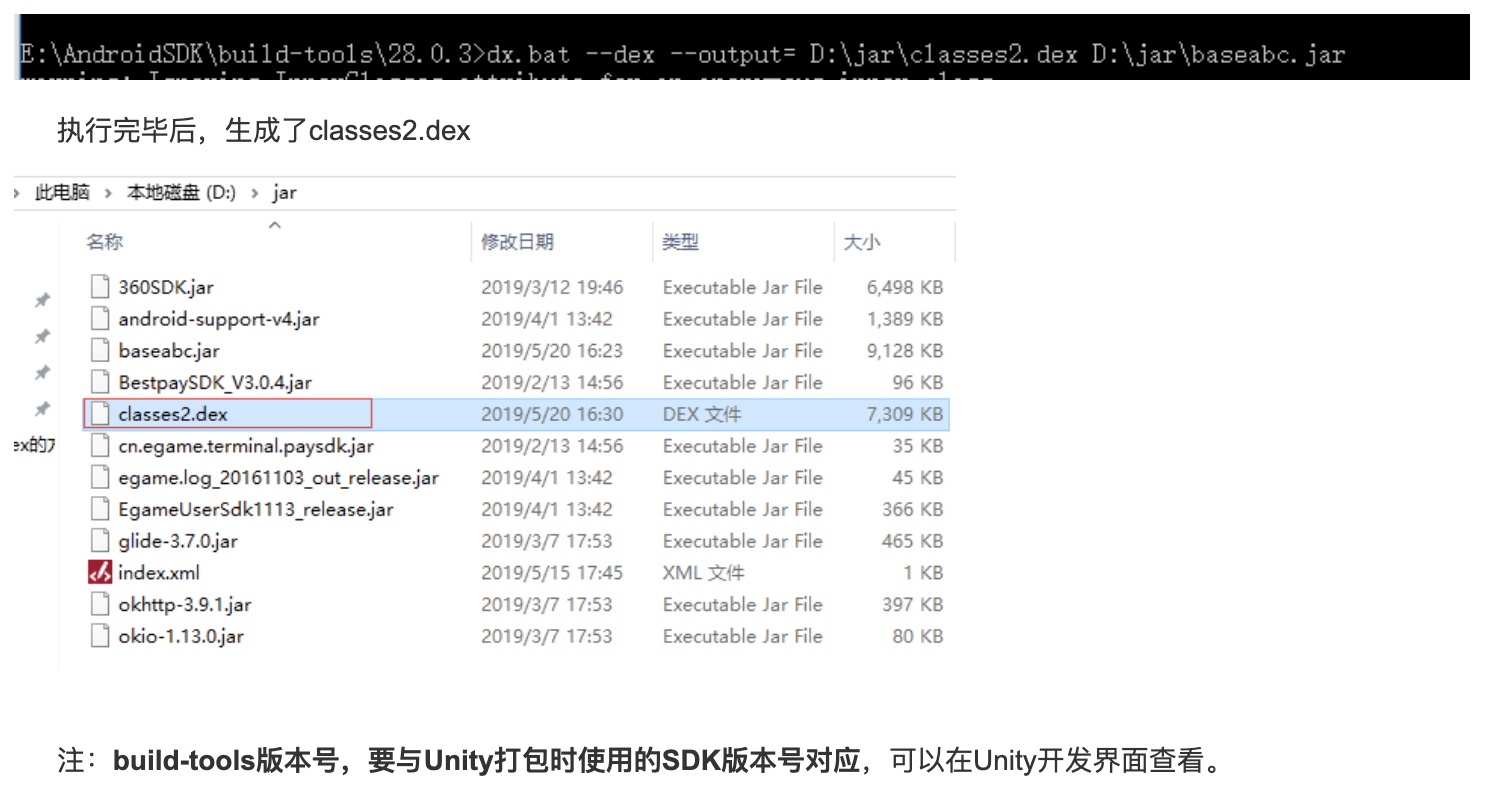 E:\AndroidSDK\build-tools\28.0.3>dx.bat --dex --output= D:\jar\classes2.dex D:\jar\baseabc.jar
执行完毕后，生成了classes2.dex
› 此电脑 › 本地磁盘 (D:) › jar
名称 修改日期 类型 大小
360SDK.jar 2019/3/12 19:46 Executable Jar File 6,498 KB
android-support-v4.jar 2019/4/1 13:42 Executable Jar File 1,389 KB
baseabc.jar 2019/5/20 16:23 Executable Jar File 9,128 KB
BestpaySDK_V3.0.4.jar 2019/2/13 14:56 Executable Jar File 96 KB
classes2.dex 2019/5/20 16:30 DEX 文件 7,309 KB
ex的 cn.egame.terminal.paysdk.jar 2019/2/13 14:56 Executable Jar File 35 KB
egame.log_20161103_out_release.jar 2019/4/1 13:42 Executable Jar File 45 KB
EgameUserSdk1113_release.jar 2019/4/1 13:42 Executable Jar File 366 KB
glide-3.7.0.jar 2019/3/7 17:53 Executable Jar File 465 KB
index.xml 2019/5/15 17:45 XML 文件 1 KB
okhttp-3.9.1.jar 2019/3/7 17:53 Executable Jar File 397 KB
okio-1.13.0.jar 2019/3/7 17:53 Executable Jar File 80 KB
注：build-tools版本号，要与Unity打包时使用的SDK版本号对应，可以在Unity开发界面查看。